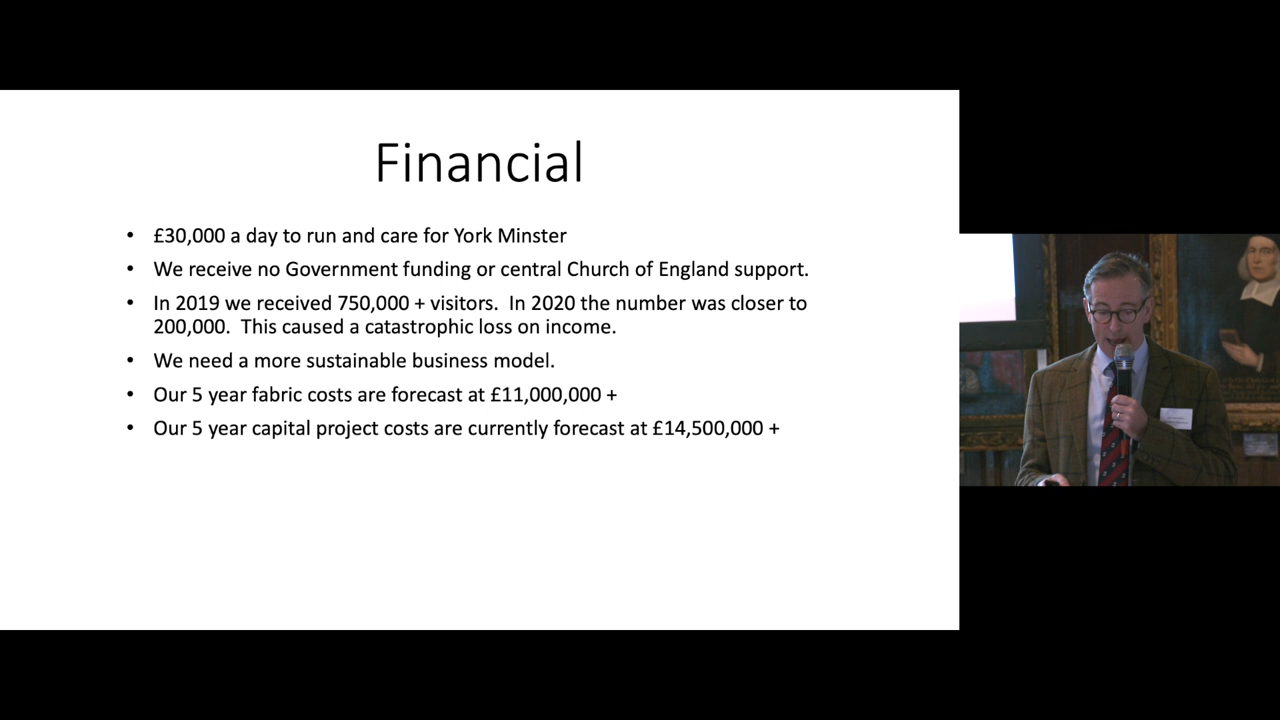 Financial
• £30,000 a day to run and care for York Minster
• We receive no Government funding or central Church of England support.
• In 2019 we received 750,000 + visitors.  In 2020 the number was closer to
200,000.  This caused a catastrophic loss on income.
• We need a more sustainable business model.
• Our 5 year fabric costs are forecast at £11,000,000 +
• Our 5 year capital project costs are currently forecast at £14,500,000 +